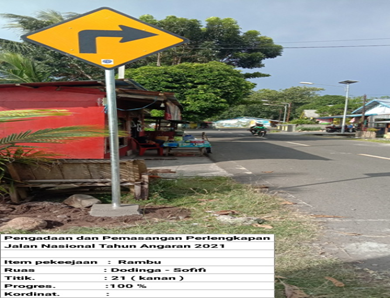 Pengadaan dan Pemasangan Perlengkapan
Jalan Nasional Tahun Angaran 2021
Item pekeejaan : Rambu
Ruas : Dodinga - Sofifi
Titik. : 21 ( kanan )
Progres. :100 %
Kordinat. :